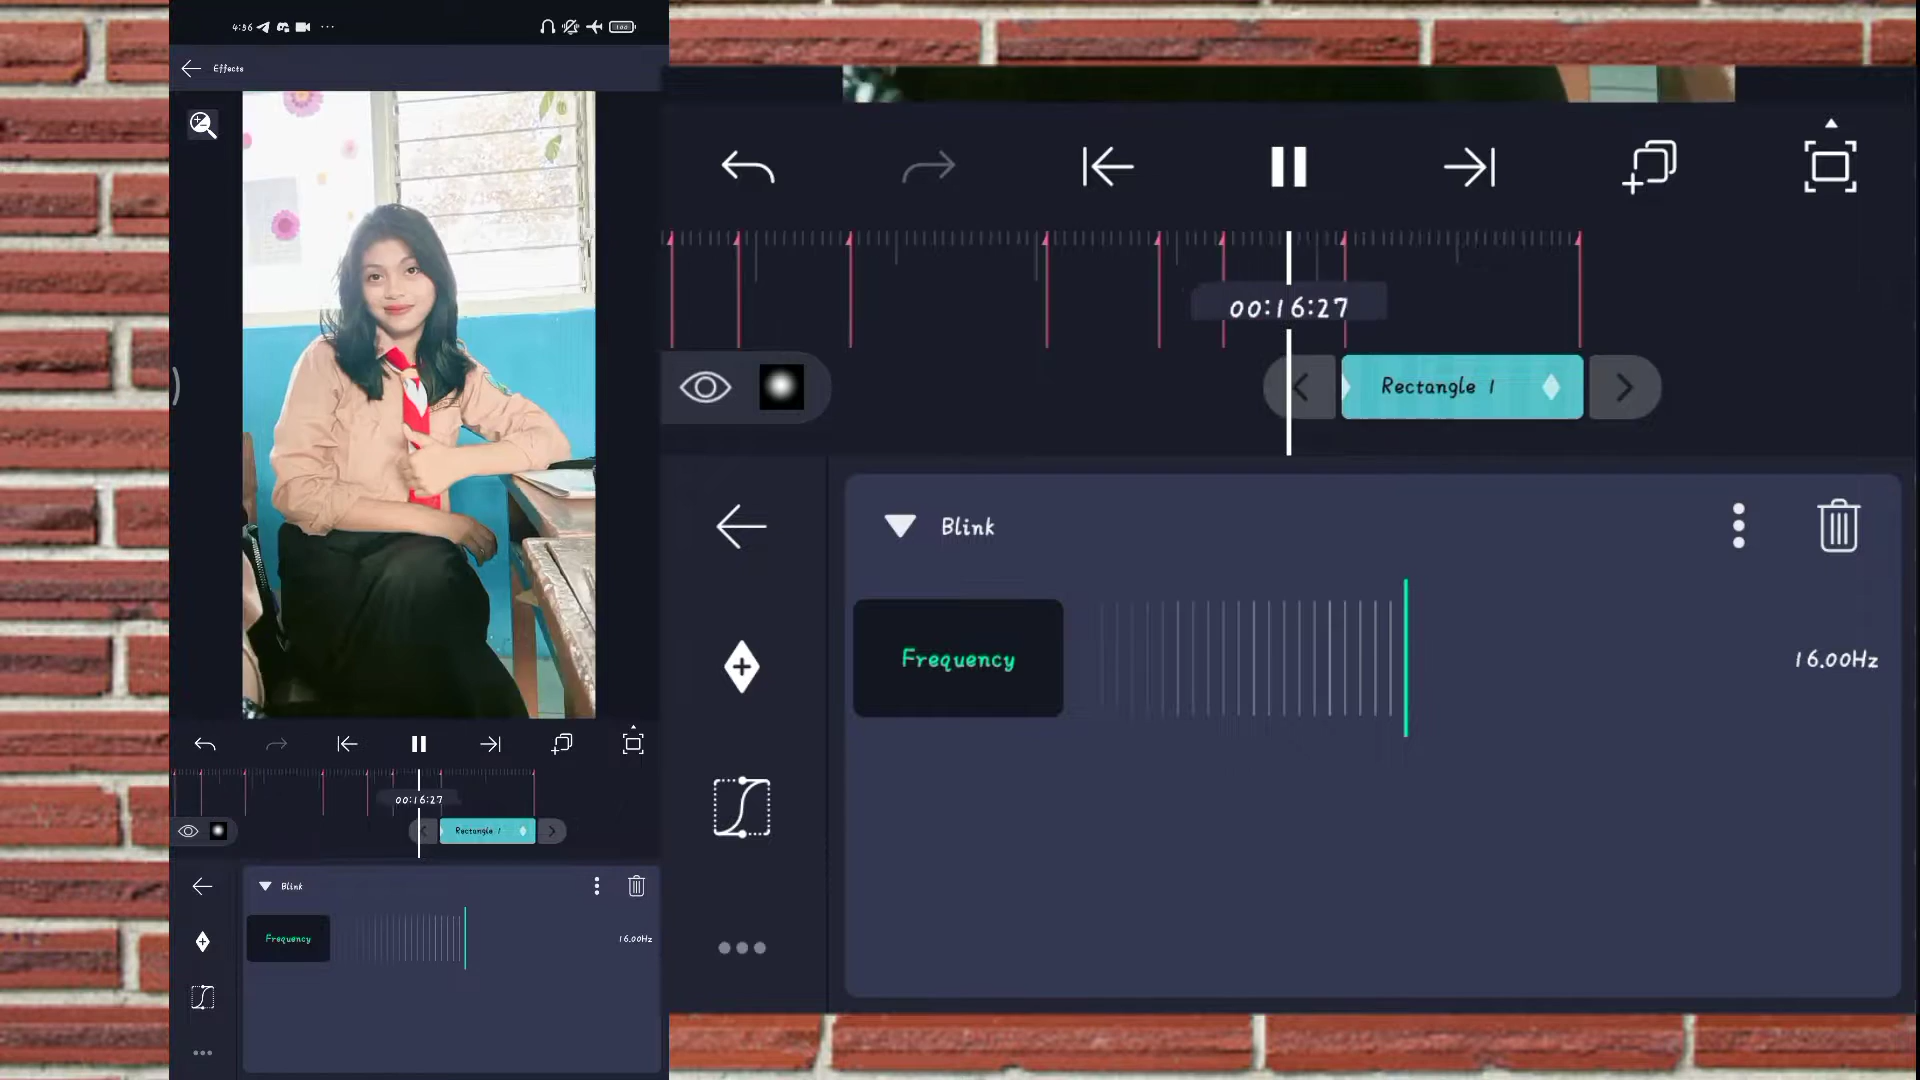 4:36
100
Effects
00:16:27
Rectangle 1
Blink
Frequency
16.00Hz
00:16:27
Rectangle 1
Blink
Frequency
16.00Hz